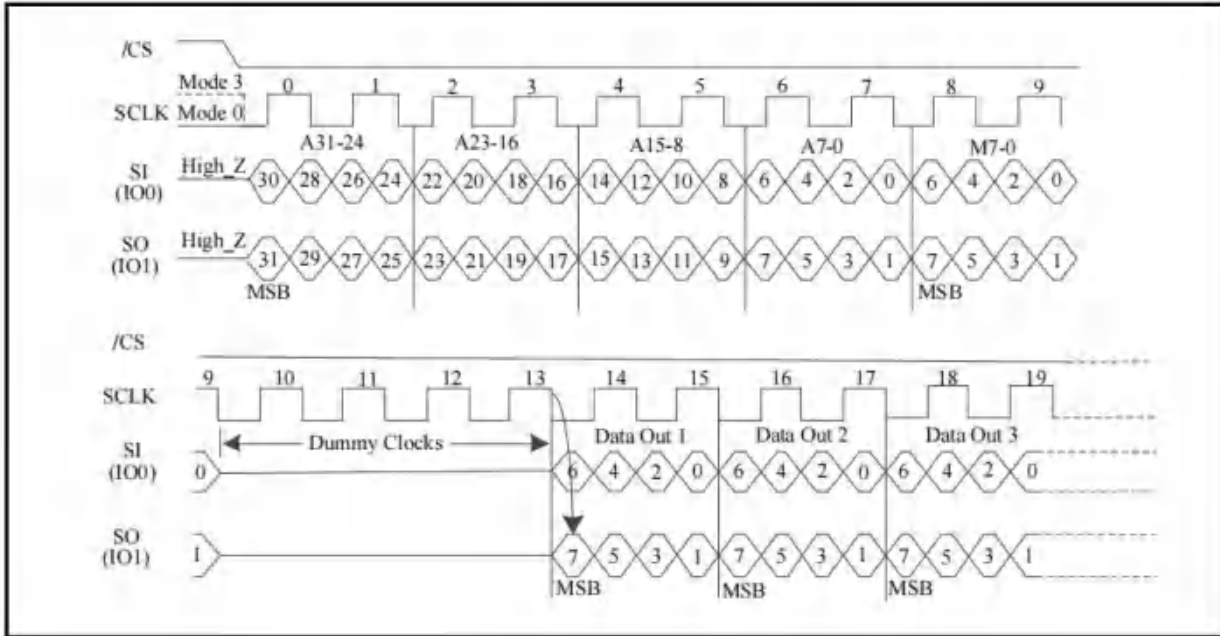 /CS
Mode 3 0 1 2 3 4 5 6 7 8 9
SCLK Mode 0
A31-24 A23-16 A15-8 A7-0 M7-0
SI (IO0) High_Z 30 28 26 24 22 20 18 16 14 12 10 8 6 4 2 0 6 4 2 0
SO (IO1) High_Z 31 29 27 25 23 21 19 17 15 13 11 9 7 5 3 1 7 5 3 1
MSB MSB
/CS
9 10 11 12 13 14 15 16 17 18 19
SCLK
Dummy Clocks Data Out 1 Data Out 2 Data Out 3
SI (IO0) 0 6 4 2 0 6 4 2 0 6 4 2 0
SO (IO1) 1 7 5 3 1 7 5 3 1 7 5 3 1
MSB MSB MSB